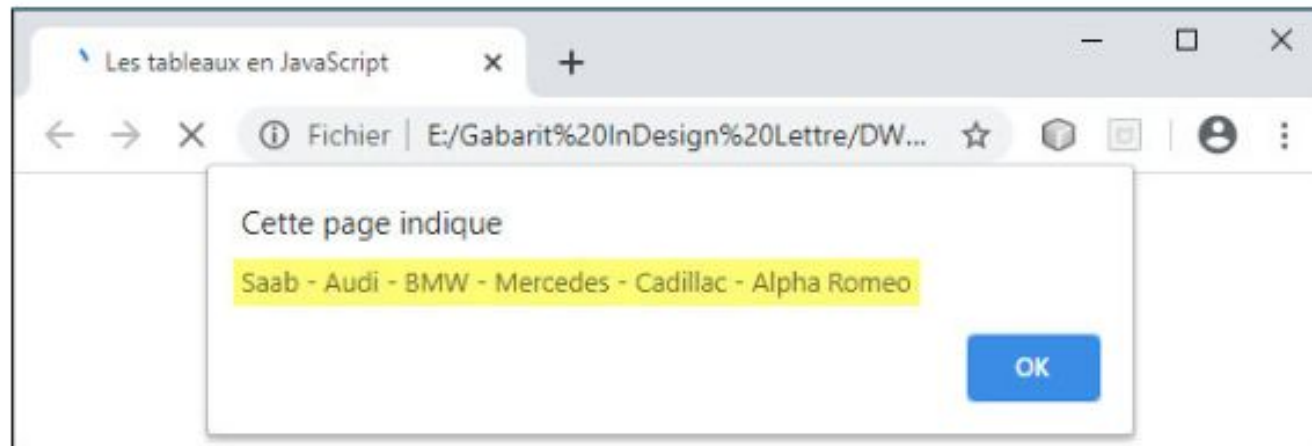 Les tableaux en JavaScript
Fichier | E:/Gabarit%20InDesign%20Lettre/DW...
Cette page indique
Saab - Audi - BMW - Mercedes - Cadillac - Alpha Romeo
OK